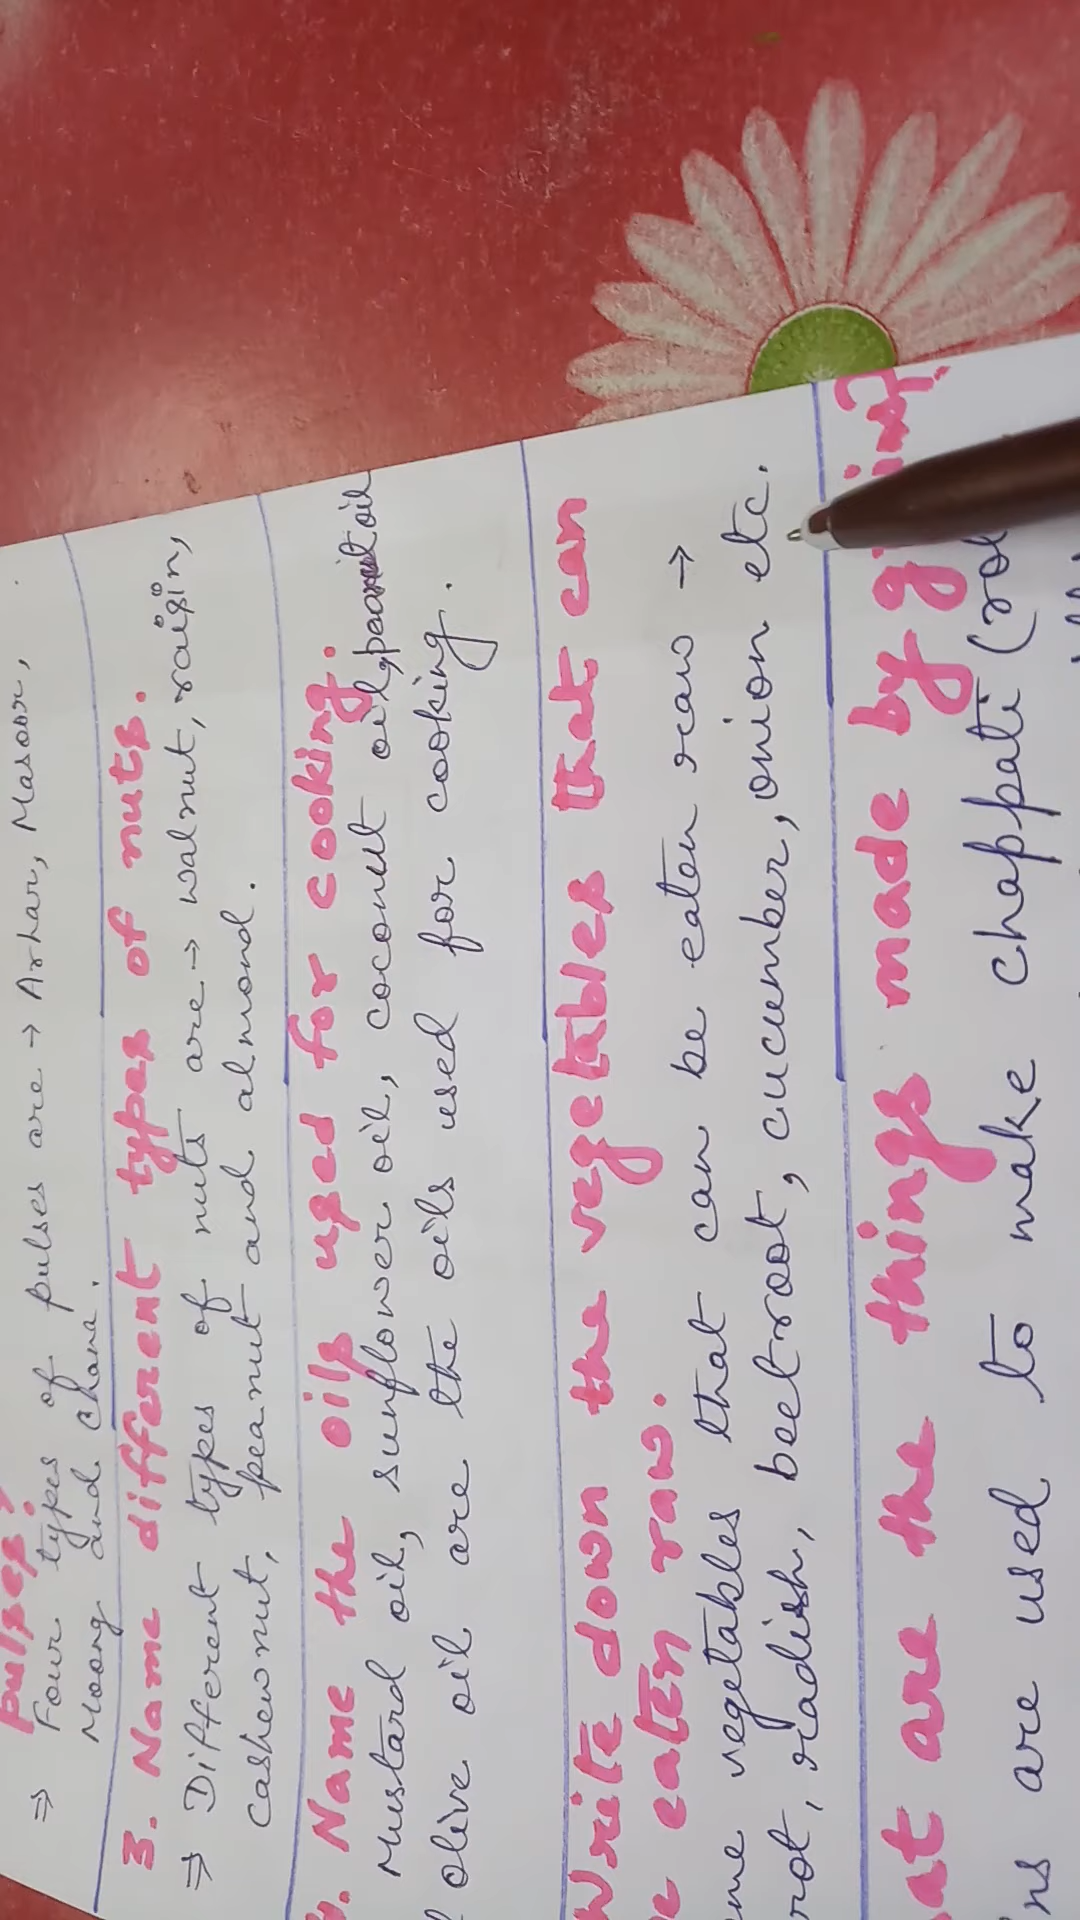 pulses?
⇒ Four types of pulses are → Arhar, Masoor,
Moong and chana.
3. Name different types of nuts.
⇒ Different types of nuts are → walnut, raisin,
cashewnut, peanut and almond.
Name the oils used for cooking.
Mustard oil, sunflower oil, coconut oil, peanut oil
olive oil are the oils used for cooking.
Write down the vegetables that can
eaten raw.
vegetables that can be eaten raw →
radish, beetroot, cucumber, onion etc.
are the things made by
are used to make chappati